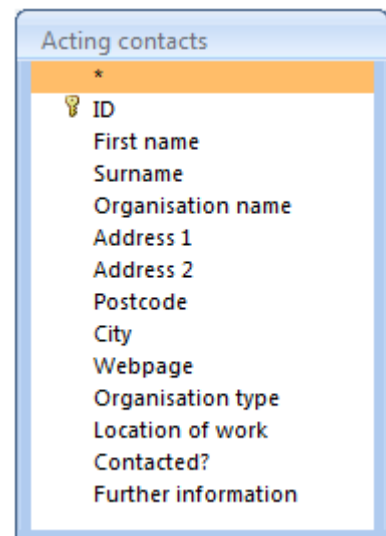 Acting contacts
*
ID
First name
Surname
Organisation name
Address 1
Address 2
Postcode
City
Webpage
Organisation type
Location of work
Contacted?
Further information